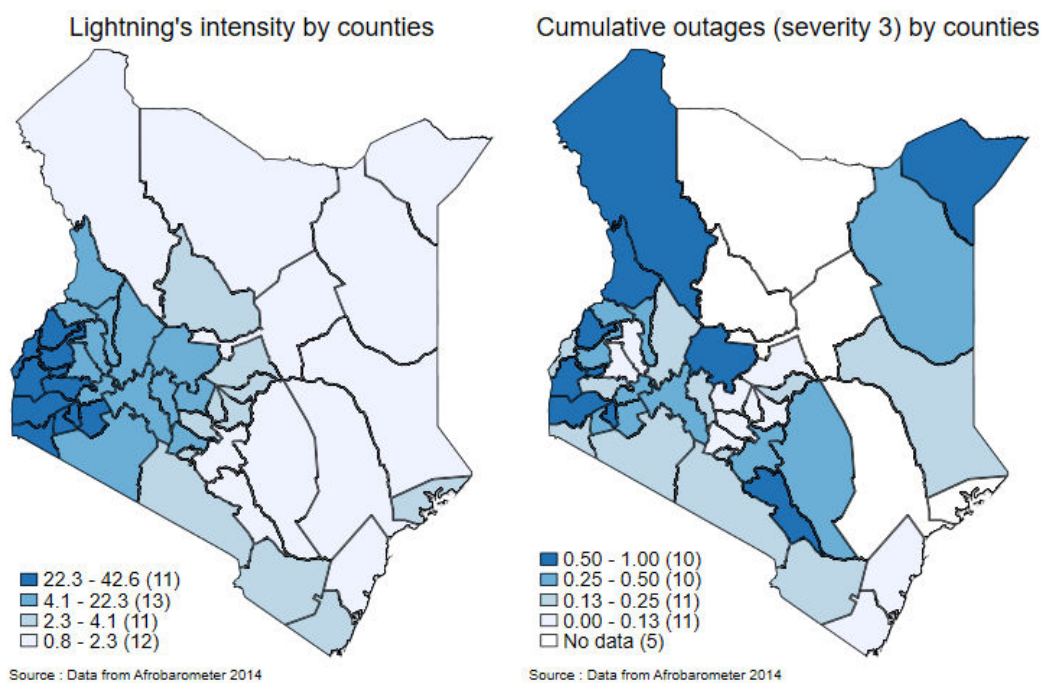 Lightning's intensity by counties
22.3 - 42.6 (11)
4.1 - 22.3 (13)
2.3 - 4.1 (11)
0.8 - 2.3 (12)
Source : Data from Afrobarometer 2014
Cumulative outages (severity 3) by counties
0.50 - 1.00 (10)
0.25 - 0.50 (10)
0.13 - 0.25 (11)
0.00 - 0.13 (11)
No data (5)
Source : Data from Afrobarometer 2014